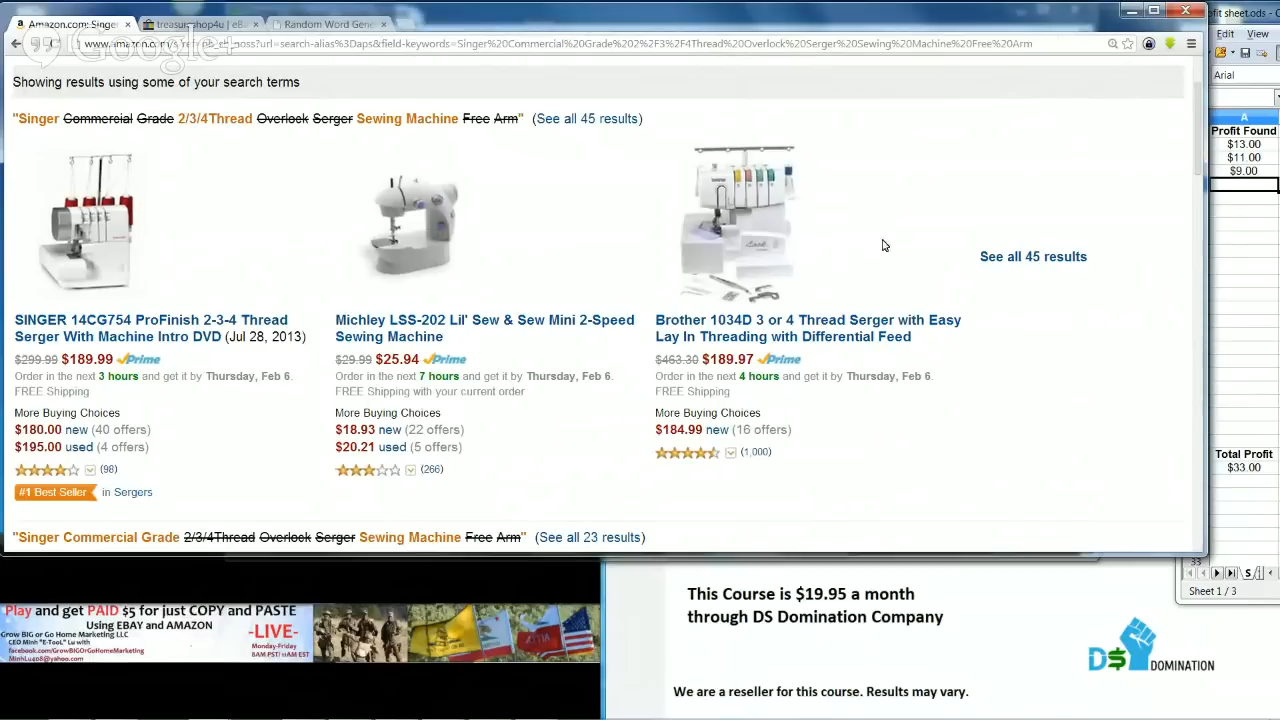 Amazon.com: Singer
treasureshop4u | eBa
Random Word Gene
ofit sheet.ods - O
Edit View
Google+
www.amazon.com/s/ref=nb_sb_noss?url=search-alias%3Daps&field-keywords=Singer%20Commercial%20Grade%202%2F3%2F4Thread%20Overlock%20Serger%20Sewing%20Machine%20Free%20Arm
Arial
Showing results using some of your search terms
"Singer Commercial Grade 2/3/4Thread Overlock Serger Sewing Machine Free Arm" (See all 45 results)
A
Profit Found
$13.00
$11.00
$9.00
See all 45 results
SINGER 14CG754 ProFinish 2-3-4 Thread
Serger With Machine Intro DVD (Jul 28, 2013)
$299.99 $189.99 Prime
Order in the next 3 hours and get it by Thursday, Feb 6.
FREE Shipping
More Buying Choices
$180.00 new (40 offers)
$195.00 used (4 offers)
(98)
#1 Best Seller in Sergers
Michley LSS-202 Lil' Sew & Sew Mini 2-Speed
Sewing Machine
$29.99 $25.94 Prime
Order in the next 7 hours and get it by Thursday, Feb 6.
FREE Shipping with your current order
More Buying Choices
$18.93 new (22 offers)
$20.21 used (5 offers)
(266)
Brother 1034D 3 or 4 Thread Serger with Easy
Lay In Threading with Differential Feed
$463.30 $189.97 Prime
Order in the next 4 hours and get it by Thursday, Feb 6.
FREE Shipping
More Buying Choices
$184.99 new (16 offers)
(1,000)
Total Profit
$33.00
"Singer Commercial Grade 2/3/4Thread Overlock Serger Sewing Machine Free Arm" (See all 23 results)
33
Sheet 1 / 3
Play and get PAID $5 for just COPY and PASTE
Using EBAY and AMAZON
Grow BIG or Go Home Marketing LLC
CEO Minh "E-TooL" Lu with
facebook.com/GrowBIGOrGoHomeMarketing
MinhLu408@yahoo.com
-LIVE-
Monday-Friday
8AM PST/ 11AM EST
This Course is $19.95 a month
through DS Domination Company
D$ DOMINATION
We are a reseller for this course. Results may vary.